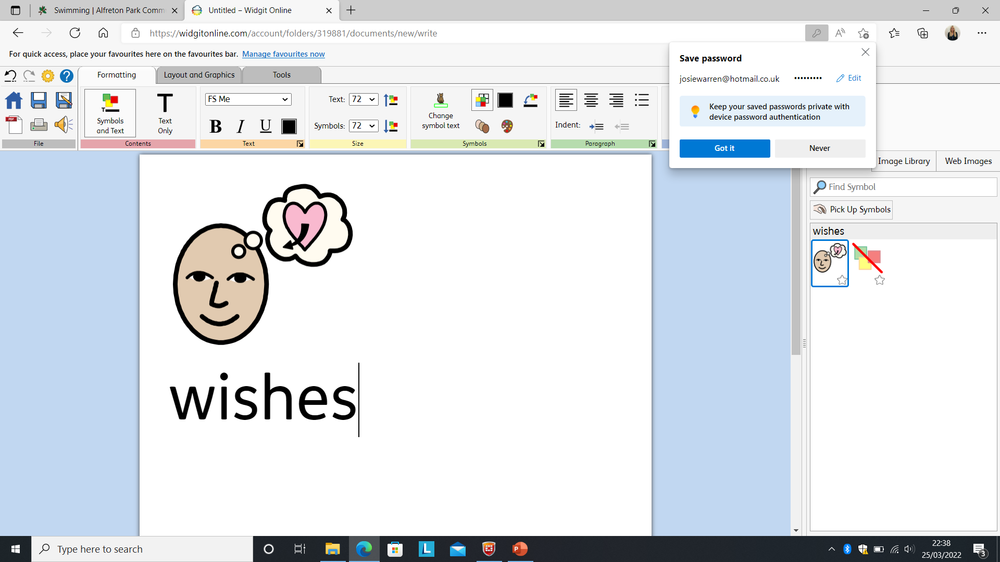 Swimming | Alfreton Park Comm
Untitled – Widgit Online
https://widgitonline.com/account/folders/319881/documents/new/write
For quick access, place your favourites here on the favourites bar. Manage favourites now
Save password
josiewarren@hotmail.co.uk ••••••••• Edit
Keep your saved passwords private with
device password authentication
Got it Never
Formatting Layout and Graphics Tools
PDF
Symbols
and Text
Text
Only
FS Me
B I U
Text: 72
Symbols: 72
Change
symbol text
Indent:
File Contents Text Size Symbols Paragraph
Image Library Web Images
Find Symbol
Pick Up Symbols
wishes
wishes
Type here to search
L
P
22:38
25/03/2022
3